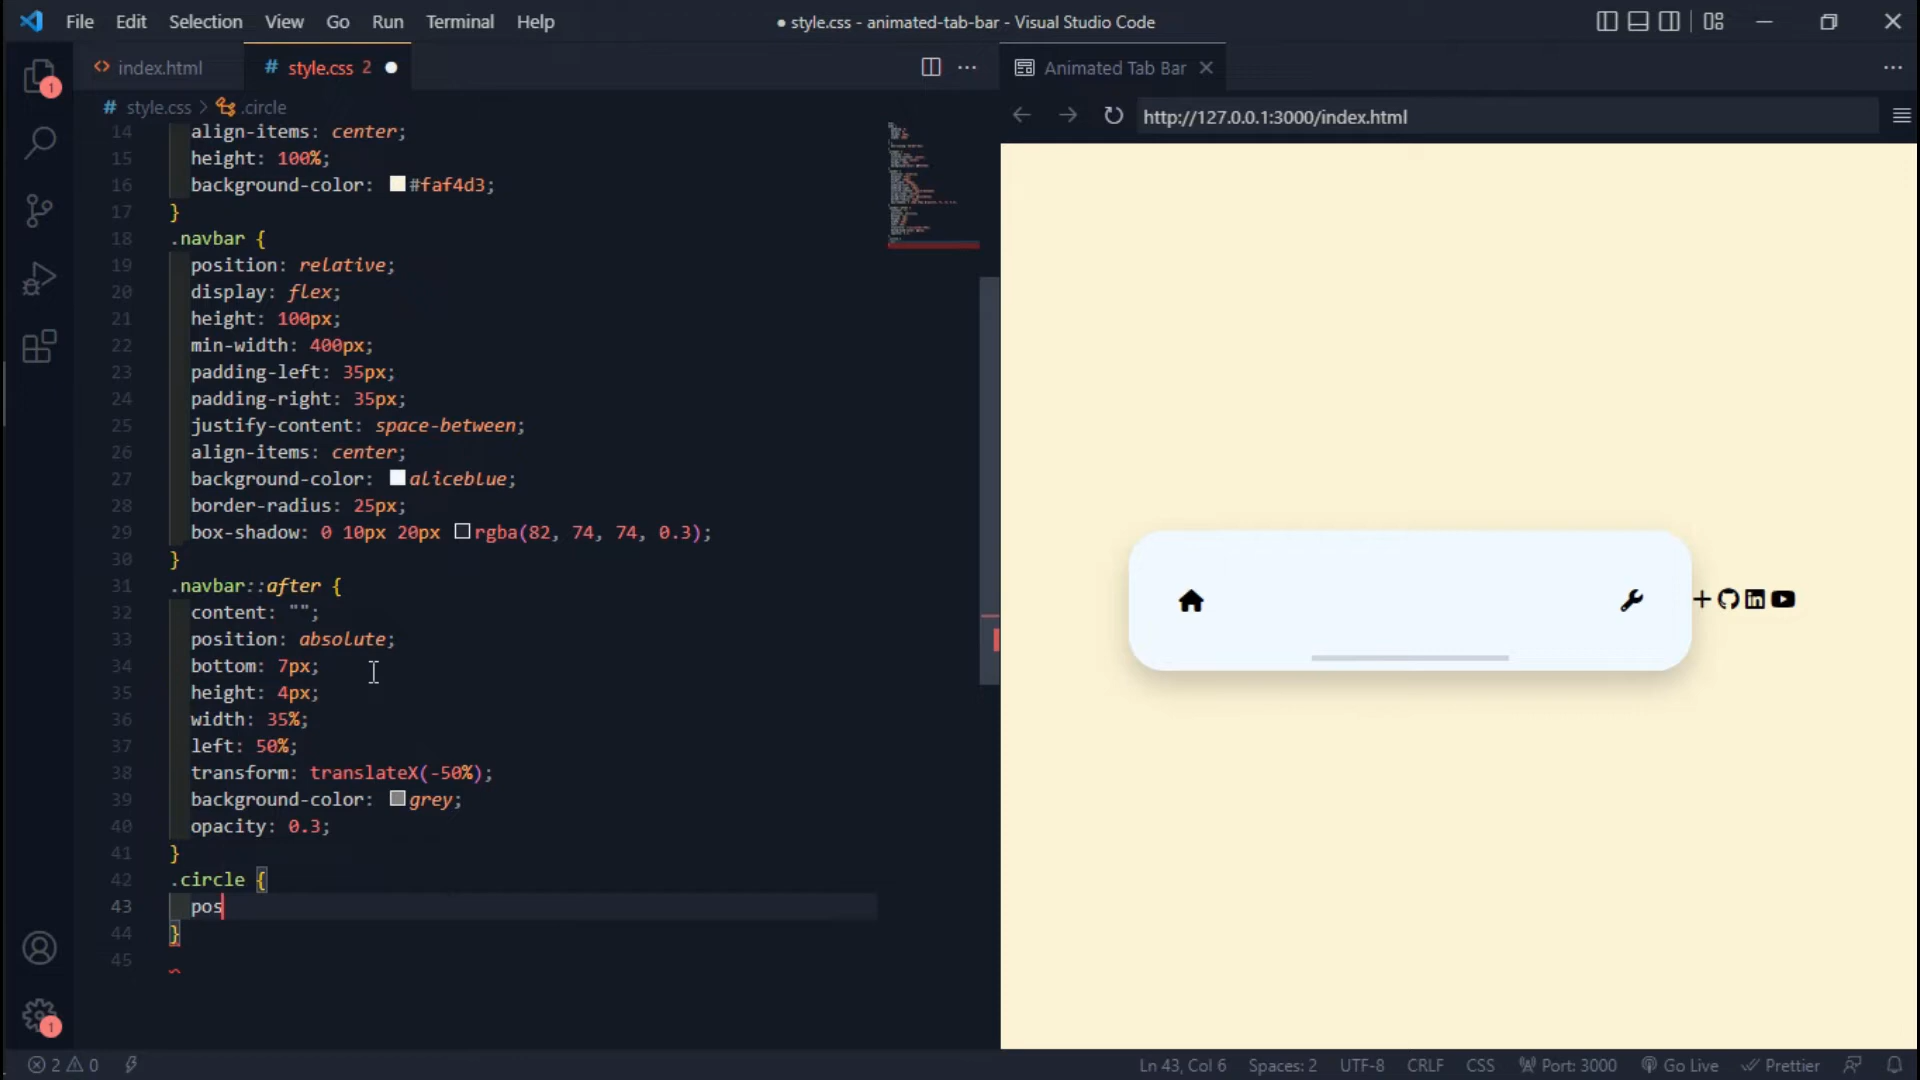 File Edit Selection View Go Run Terminal Help
● style.css - animated-tab-bar - Visual Studio Code
<> index.html
# style.css 2 ●
Animated Tab Bar
# style.css > .circle
http://127.0.0.1:3000/index.html
14 align-items: center;
15 height: 100%;
16 background-color: #faf4d3;
17 }
18 .navbar {
19 position: relative;
20 display: flex;
21 height: 100px;
22 min-width: 400px;
23 padding-left: 35px;
24 padding-right: 35px;
25 justify-content: space-between;
26 align-items: center;
27 background-color: aliceblue;
28 border-radius: 25px;
29 box-shadow: 0 10px 20px rgba(82, 74, 74, 0.3);
30 }
31 .navbar::after {
32 content: "";
33 position: absolute;
34 bottom: 7px;
35 height: 4px;
36 width: 35%;
37 left: 50%;
38 transform: translateX(-50%);
39 background-color: grey;
40 opacity: 0.3;
41 }
42 .circle {
43 pos
44 }
45
1
1
in
2 0
Ln 43, Col 6 Spaces: 2 UTF-8 CRLF CSS Port: 3000 Go Live Prettier